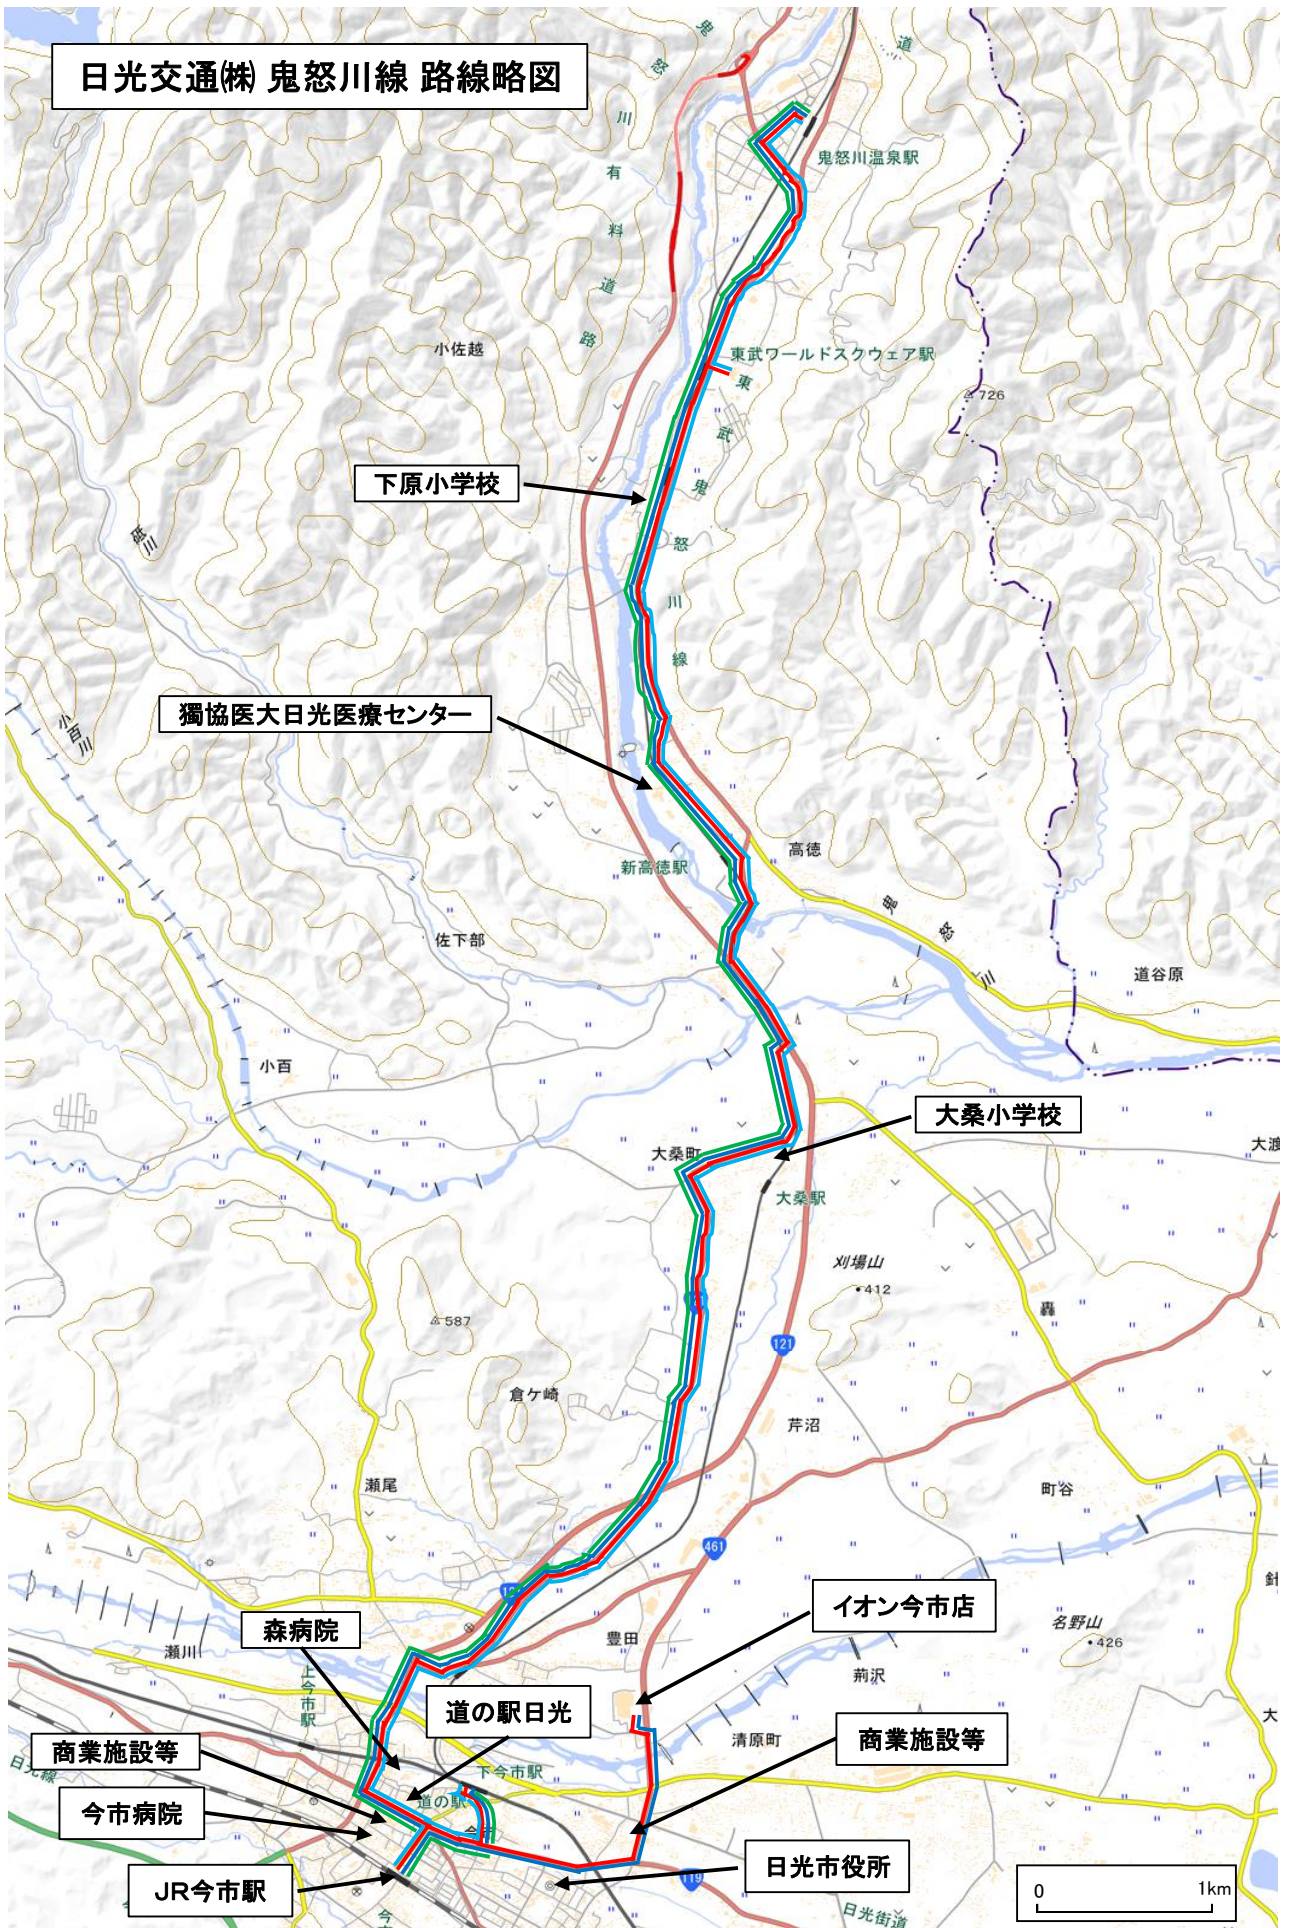 日光交通㈱ 鬼怒川線 路線略図
鬼怒川有料道路
道
鬼怒川温泉駅
小佐越
東武ワールドスクウェア駅
726
東武鬼怒川線
下原小学校
砥川
獨協医大日光医療センター
小百川
高徳
新高徳駅
鬼怒川
佐下部
道谷原
小百
大桑小学校
大桑町
大渡
大桑駅
刈場山
412
轟
587
121
倉ケ崎
芹沼
瀬尾
町谷
461
イオン今市店
森病院
豊田
名野山
426
瀬川
上今市駅
荊沢
道の駅日光
大
清原町
商業施設等
商業施設等
日光線
下今市駅
道の駅
今市病院
日光市役所
JR今市駅
119
0 1km
日光街道
今